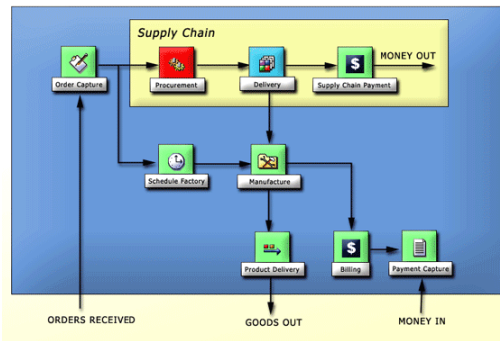 Supply Chain
MONEY OUT
Order Capture
Procurement
Delivery
Supply Chain Payment
$
Schedule Factory
Manufacture
Product Delivery
$
Billing
Payment Capture
ORDERS RECEIVED
GOODS OUT
MONEY IN